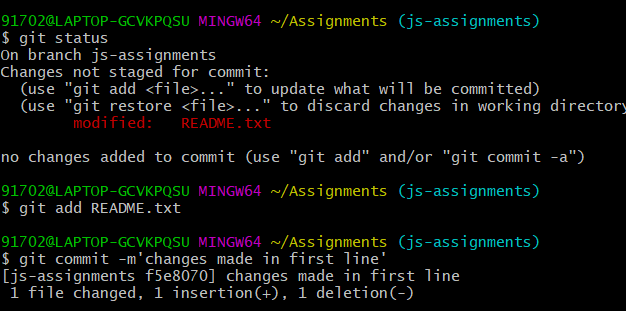 91702@LAPTOP-GCVKPQSU MINGW64 ~/Assignments (js-assignments)
$ git status
On branch js-assignments
Changes not staged for commit:
  (use "git add <file>..." to update what will be committed)
  (use "git restore <file>..." to discard changes in working directory
        modified:   README.txt

no changes added to commit (use "git add" and/or "git commit -a")

91702@LAPTOP-GCVKPQSU MINGW64 ~/Assignments (js-assignments)
$ git add README.txt

91702@LAPTOP-GCVKPQSU MINGW64 ~/Assignments (js-assignments)
$ git commit -m'changes made in first line'
[js-assignments f5e8070] changes made in first line
 1 file changed, 1 insertion(+), 1 deletion(-)